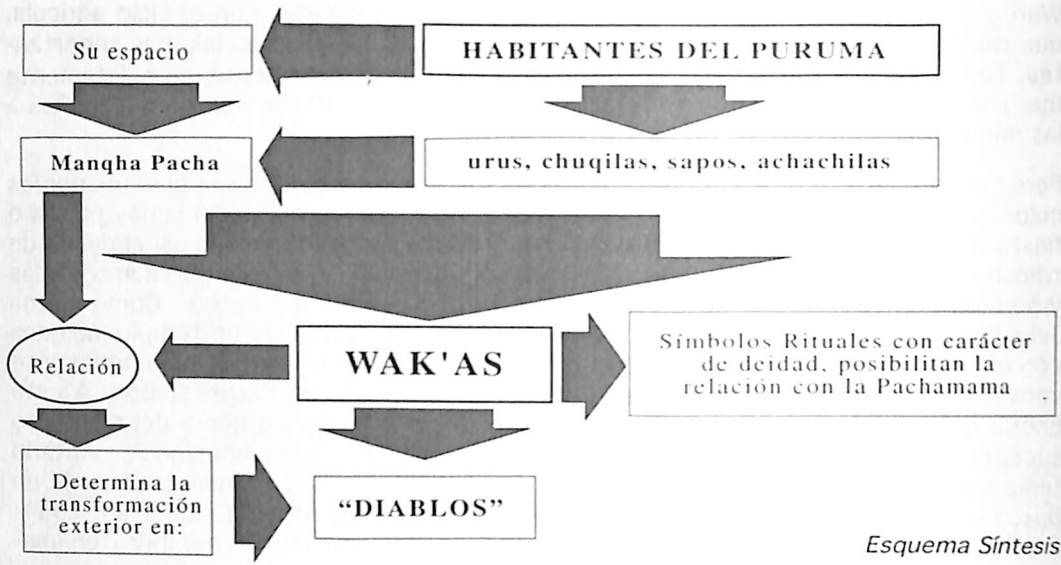 Su espacio
HABITANTES DEL PURUMA
Manqha Pacha
urus, chuqilas, sapos, achachilas
Relación
WAK'AS
Símbolos Rituales con carácter
de deidad, posibilitan la
relación con la Pachamama
Determina la
transformación
exterior en:
“DIABLOS”
Esquema Síntesis